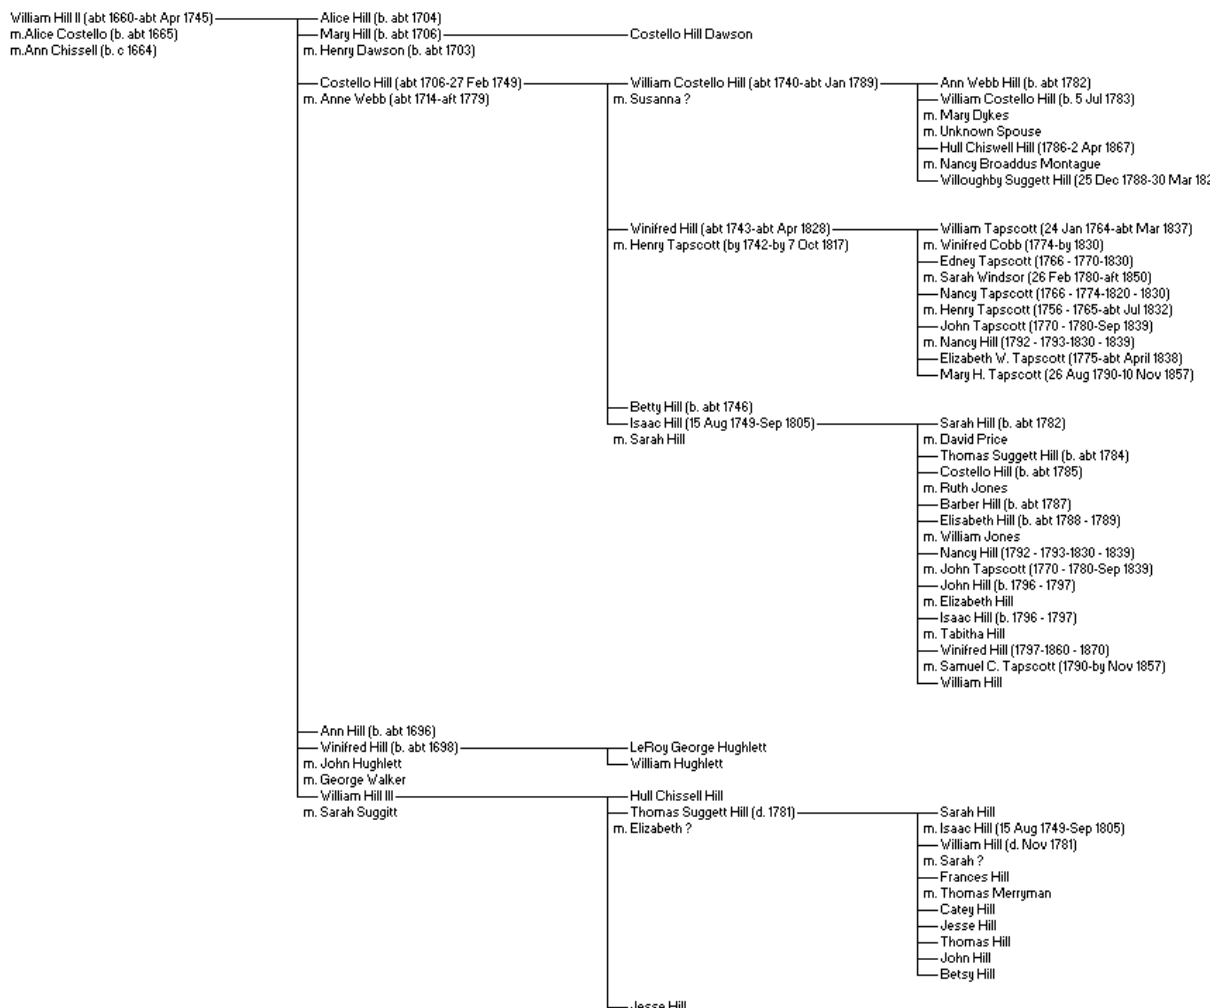 William Hill II (abt 1660-abt Apr 1745)
m.Alice Costello (b. abt 1665)
m.Ann Chissell (b. c 1664)
Alice Hill (b. abt 1704)
Mary Hill (b. abt 1706)
m. Henry Dawson (b. abt 1703)
Costello Hill Dawson
Costello Hill (abt 1706-27 Feb 1749)
m. Anne Webb (abt 1714-aft 1779)
William Costello Hill (abt 1740-abt Jan 1789)
m. Susanna ?
Ann Webb Hill (b. abt 1782)
William Costello Hill (b. 5 Jul 1783)
m. Mary Dykes
m. Unknown Spouse
Hull Chiswell Hill (1786-2 Apr 1867)
m. Nancy Broaddus Montague
Willoughby Suggett Hill (25 Dec 1788-30 Mar 182
Winifred Hill (abt 1743-abt Apr 1828)
m. Henry Tapscott (by 1742-by 7 Oct 1817)
William Tapscott (24 Jan 1764-abt Mar 1837)
m. Winifred Cobb (1774-by 1830)
Edney Tapscott (1766 - 1770-1830)
m. Sarah Windsor (26 Feb 1780-aft 1850)
Nancy Tapscott (1766 - 1774-1820 - 1830)
m. Henry Tapscott (1756 - 1765-abt Jul 1832)
John Tapscott (1770 - 1780-Sep 1839)
m. Nancy Hill (1792 - 1793-1830 - 1839)
Elizabeth W. Tapscott (1775-abt April 1838)
Mary H. Tapscott (26 Aug 1790-10 Nov 1857)
Betty Hill (b. abt 1746)
Isaac Hill (15 Aug 1749-Sep 1805)
m. Sarah Hill
Sarah Hill (b. abt 1782)
m. David Price
Thomas Suggett Hill (b. abt 1784)
Costello Hill (b. abt 1785)
m. Ruth Jones
Barber Hill (b. abt 1787)
Elisabeth Hill (b. abt 1788 - 1789)
m. William Jones
Nancy Hill (1792 - 1793-1830 - 1839)
m. John Tapscott (1770 - 1780-Sep 1839)
John Hill (b. 1796 - 1797)
m. Elizabeth Hill
Isaac Hill (b. 1796 - 1797)
m. Tabitha Hill
Winifred Hill (1797-1860 - 1870)
m. Samuel C. Tapscott (1790-by Nov 1857)
William Hill
Ann Hill (b. abt 1696)
Winifred Hill (b. abt 1698)
m. John Hughlett
m. George Walker
LeRoy George Hughlett
William Hughlett
William Hill III
m. Sarah Suggitt
Hull Chissell Hill
Thomas Suggett Hill (d. 1781)
m. Elizabeth ?
Sarah Hill
m. Isaac Hill (15 Aug 1749-Sep 1805)
William Hill (d. Nov 1781)
m. Sarah ?
Frances Hill
m. Thomas Merryman
Catey Hill
Jesse Hill
Thomas Hill
John Hill
Betsy Hill
Jesse Hill